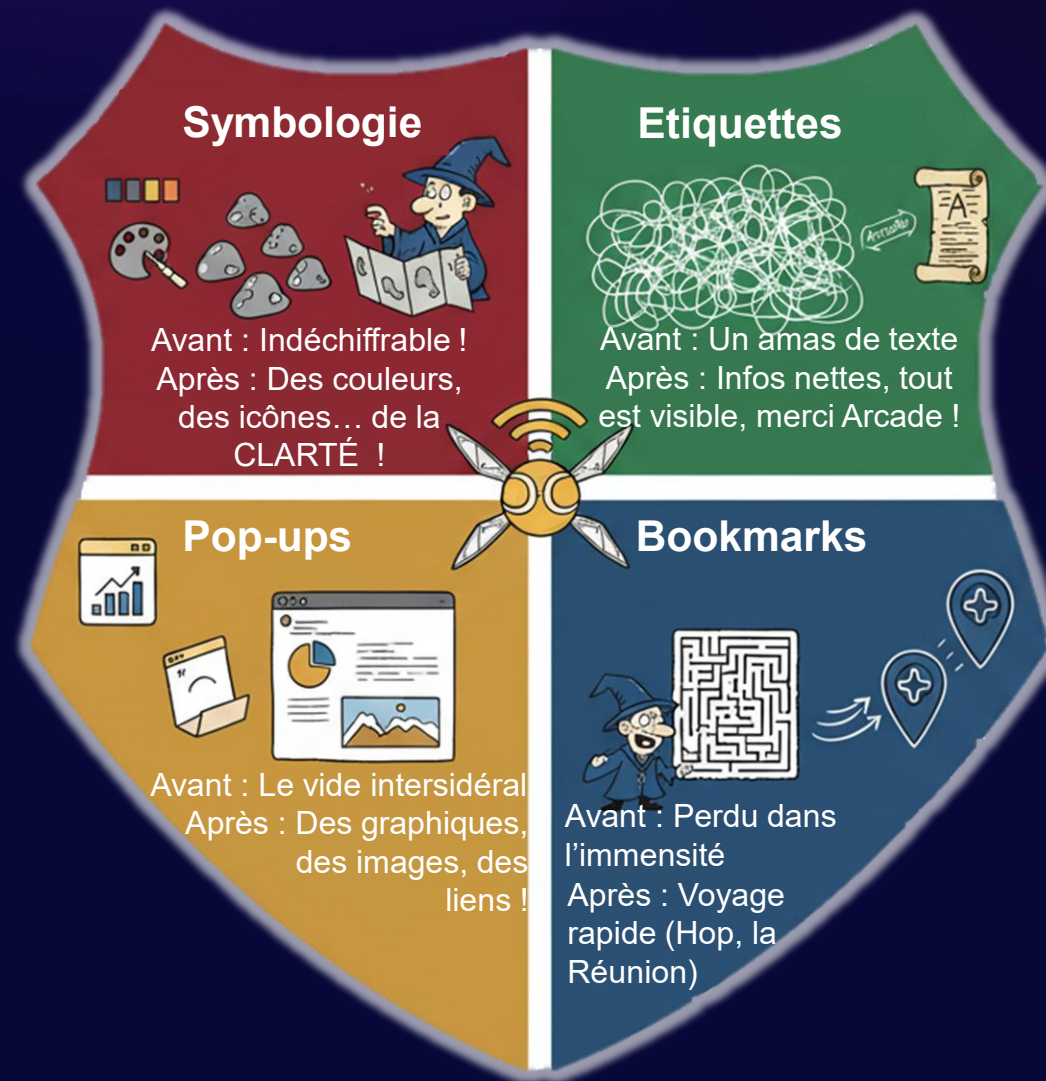 Symbologie
Avant : Indéchiffrable !
Après : Des couleurs,
des icônes… de la
CLARTÉ !
Etiquettes
A
Avant : Un amas de texte
Après : Infos nettes, tout
est visible, merci Arcade !
Pop-ups
Avant : Le vide intersidéral
Après : Des graphiques,
des images, des
liens !
Bookmarks
Avant : Perdu dans
l’immensité
Après : Voyage
rapide (Hop, la
Réunion)